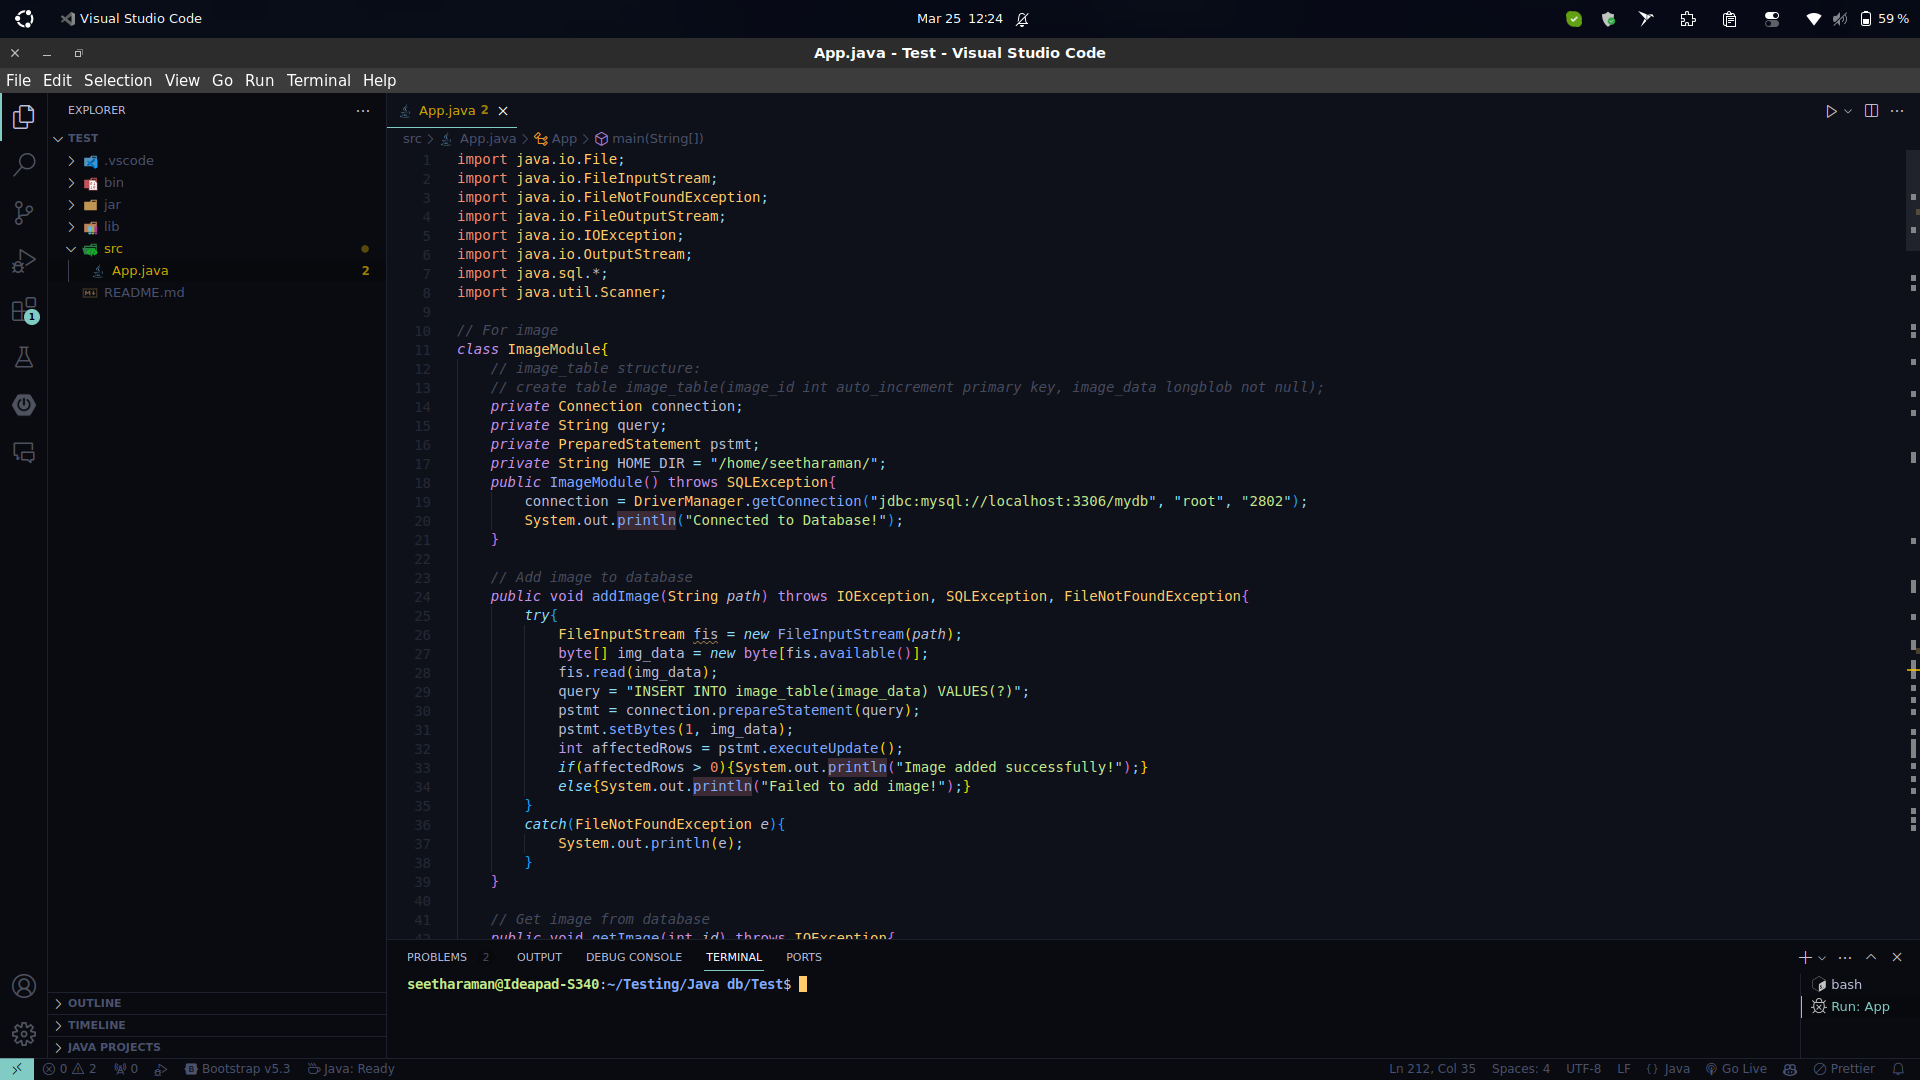 Visual Studio Code
Mar 25 12:24
59 %
App.java - Test - Visual Studio Code
File Edit Selection View Go Run Terminal Help
EXPLORER
TEST
.vscode
bin
jar
lib
src
App.java 2
README.md
OUTLINE
TIMELINE
JAVA PROJECTS
1
App.java 2
src > App.java > App > main(String[])
1 import java.io.File;
2 import java.io.FileInputStream;
3 import java.io.FileNotFoundException;
4 import java.io.FileOutputStream;
5 import java.io.IOException;
6 import java.io.OutputStream;
7 import java.sql.*;
8 import java.util.Scanner;
9
10 // For image
11 class ImageModule{
12 // image_table structure:
13 // create table image_table(image_id int auto_increment primary key, image_data longblob not null);
14 private Connection connection;
15 private String query;
16 private PreparedStatement pstmt;
17 private String HOME_DIR = "/home/seetharaman/";
18 public ImageModule() throws SQLException{
19 connection = DriverManager.getConnection("jdbc:mysql://localhost:3306/mydb", "root", "2802");
20 System.out.println("Connected to Database!");
21 }
22
23 // Add image to database
24 public void addImage(String path) throws IOException, SQLException, FileNotFoundException{
25 try{
26 FileInputStream fis = new FileInputStream(path);
27 byte[] img_data = new byte[fis.available()];
28 fis.read(img_data);
29 query = "INSERT INTO image_table(image_data) VALUES(?)";
30 pstmt = connection.prepareStatement(query);
31 pstmt.setBytes(1, img_data);
32 int affectedRows = pstmt.executeUpdate();
33 if(affectedRows > 0){System.out.println("Image added successfully!");}
34 else{System.out.println("Failed to add image!");}
35 }
36 catch(FileNotFoundException e){
37 System.out.println(e);
38 }
39 }
40
41 // Get image from database
42 public void getImage(int id) throws IOException{
PROBLEMS 2 OUTPUT DEBUG CONSOLE TERMINAL PORTS
seetharaman@Ideapad-S340:~/Testing/Java db/Test$
bash
Run: App
0 2 0 Bootstrap v5.3 Java: Ready
Ln 212, Col 35 Spaces: 4 UTF-8 LF {} Java Go Live Prettier